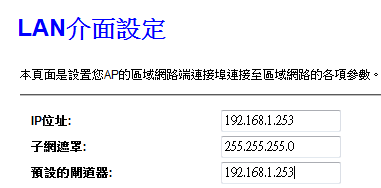 LAN介面設定
本頁面是設置您AP的區域網路端連接埠連接至區域網路的各項參數。
IP位址: 192.168.1.253
子網遮罩: 255.255.255.0
預設的閘道器: 192.168.1.253